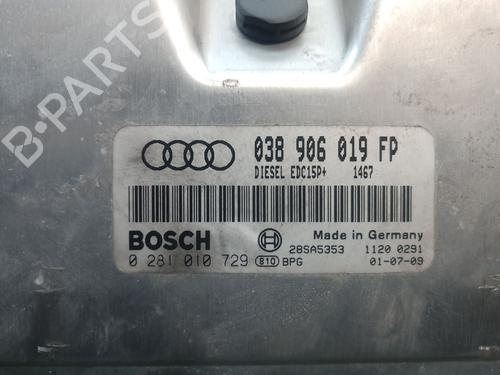 038 906 019 FP
DIESEL EDC15P+ 1467
BOSCH
Made in Germany
28SA5353 1120 0291
0 281 010 729 810 BPG 01-07-09
B-PARTS